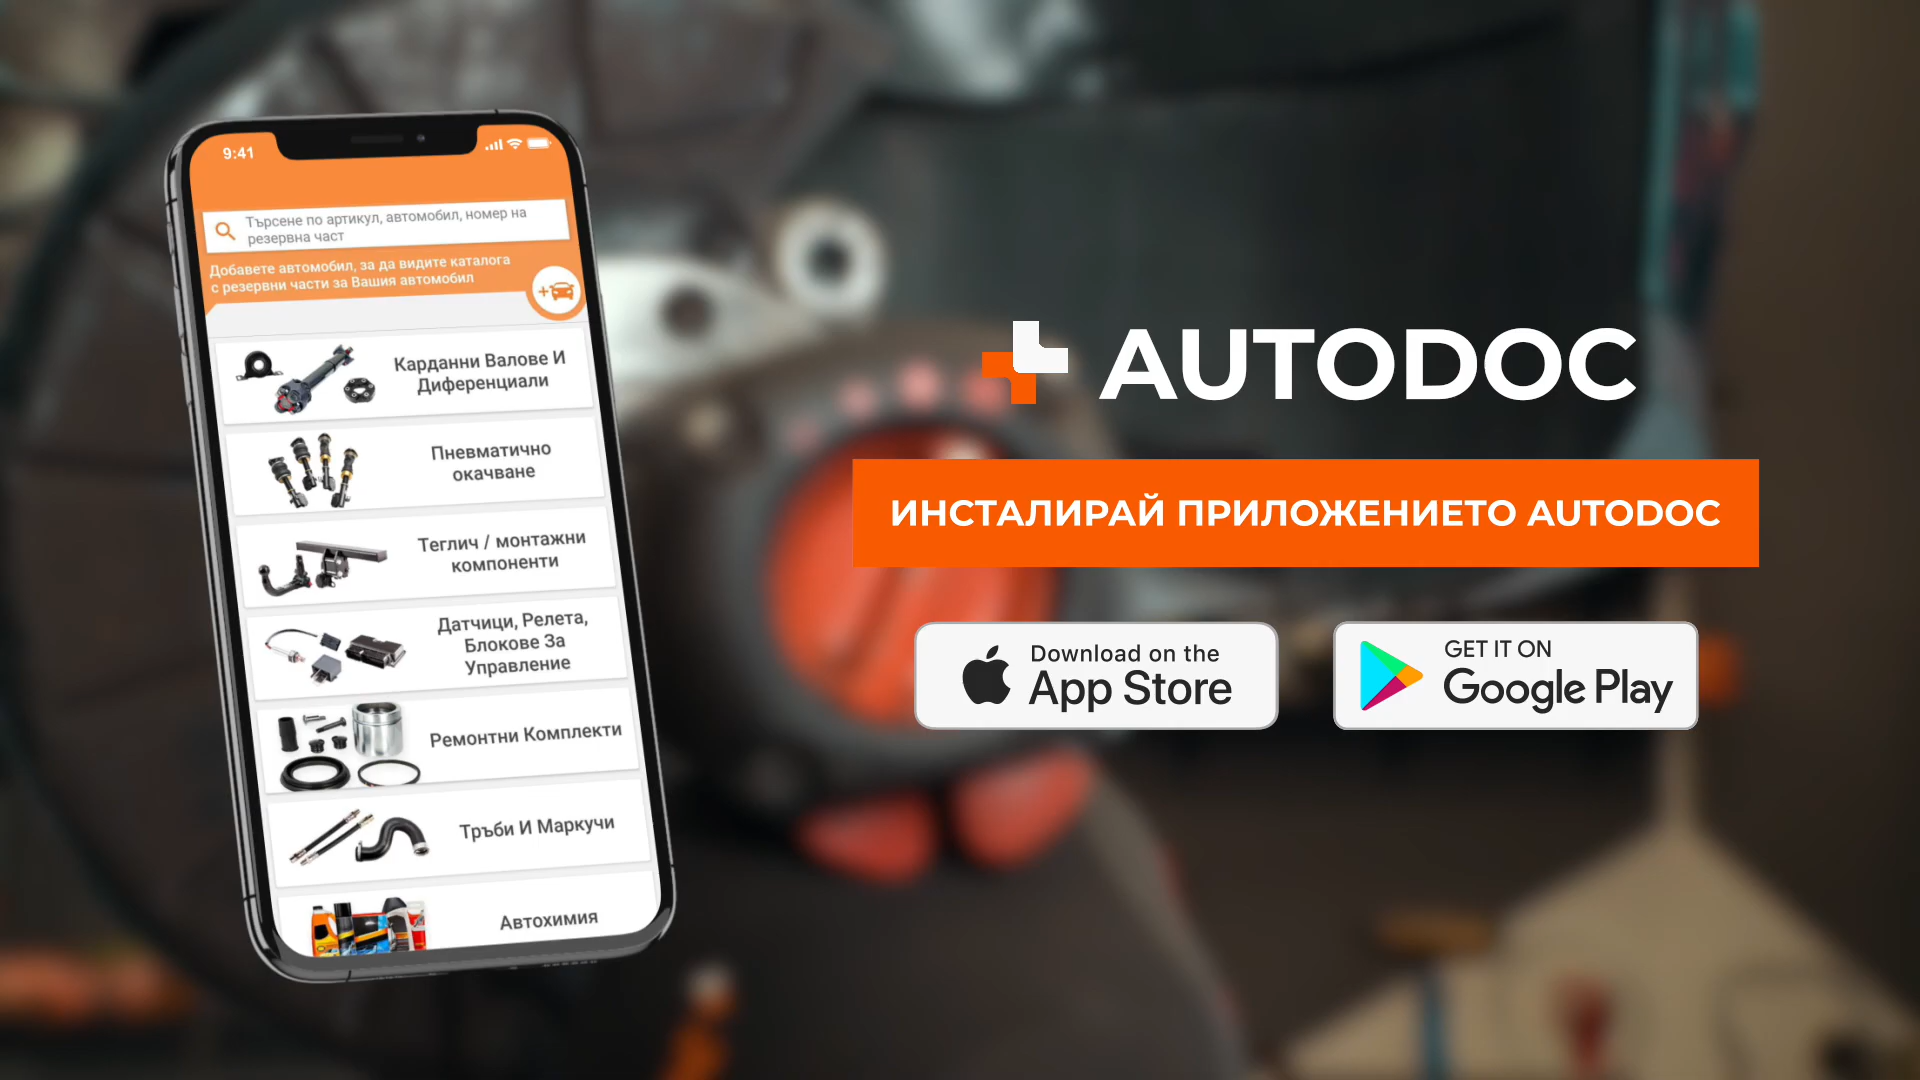 9:41
Търсене по артикул, автомобил, номер на
резервна част
Добавете автомобил, за да видите каталога
с резервни части за Вашия автомобил
Карданни Валове И
Диференциали
Пневматично
окачване
Теглич / монтажни
компоненти
Датчици, Релета,
Блокове За
Управление
Ремонтни Комплекти
Тръби И Маркучи
Автохимия
AUTODOC
ИНСТАЛИРАЙ ПРИЛОЖЕНИЕТО AUTODOC
Download on the
App Store
GET IT ON
Google Play